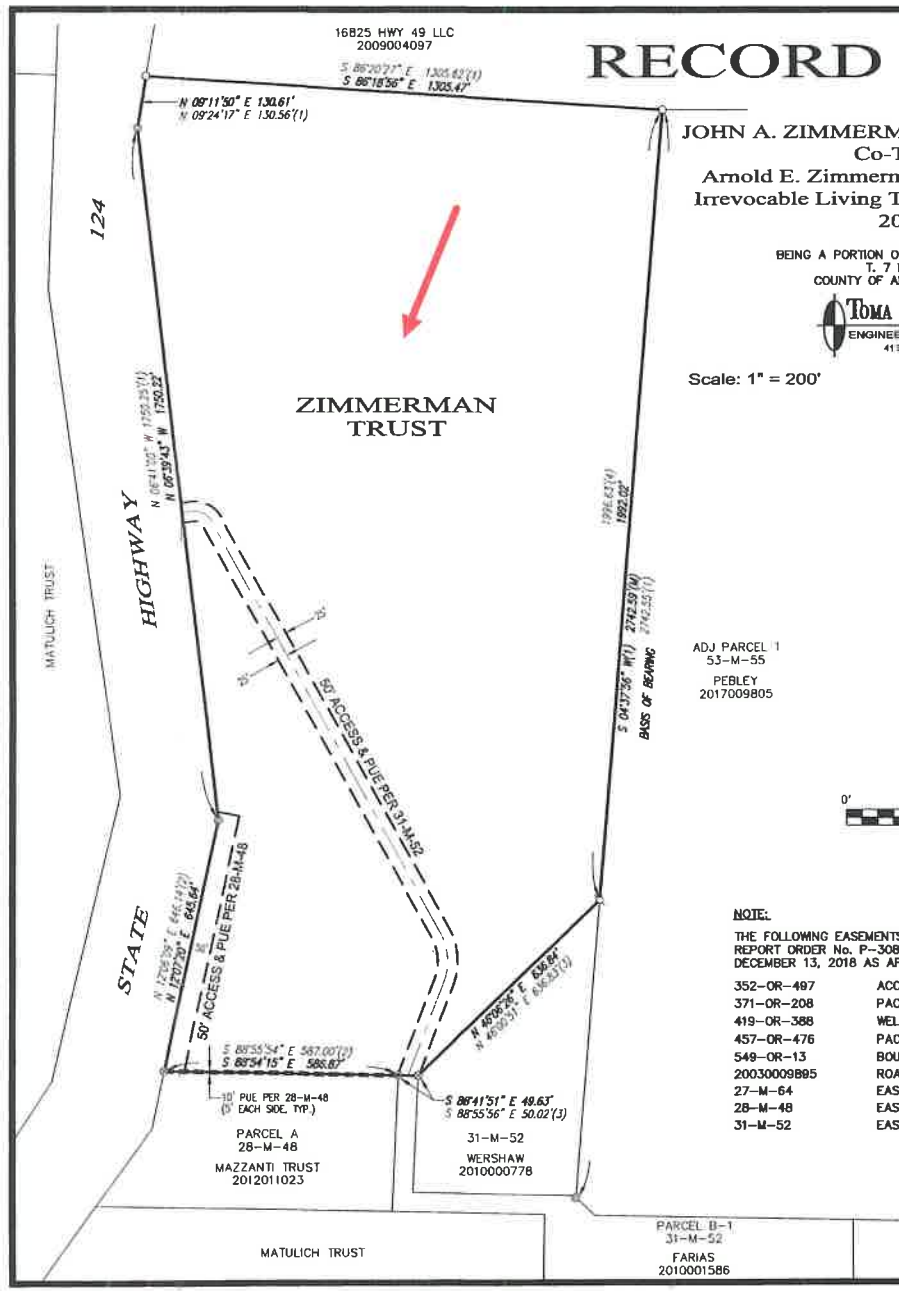 16825 HWY 49 LLC
2009004097
RECORD
S 86°20'27" E 1305.62'(1)
S 86°18'56" E 1305.47'
N 09°11'50" E 130.61'
N 09°24'17" E 130.56'(1)
JOHN A. ZIMMERM
Co-T
Arnold E. Zimmerm
Irrevocable Living T
20
BEING A PORTION O
T. 7
COUNTY OF A
TOMA
ENGINEE
411
Scale: 1" = 200'
124
ZIMMERMAN
TRUST
N 06°41'00" W 1750.25'(1)
N 06°39'43" W 1750.22'
HIGHWAY
MATULICH TRUST
1996.63'(4)
1992.02'
S 04°37'56" W(1) 2742.59'(M)
2742.55'(1)
BASIS OF BEARING
ADJ PARCEL 1
53-M-55
PEBLEY
2017009805
25'
25'
50' ACCESS & PUE PER 31-M-52
0'
STATE
N 12°06'09" E 646.14'(2)
N 12°07'20" E 645.64'
50' ACCESS & PUE PER 28-M-48
N 46°06'26" E 636.84'
N 46°00'51" E 636.83'(3)
NOTE:
THE FOLLOWING EASEMENTS
REPORT ORDER No. P-308
DECEMBER 13, 2018 AS AP
352-OR-497 ACC
371-OR-208 PAC
419-OR-388 WEL
457-OR-476 PAC
549-OR-13 BOU
20030009895 ROA
27-M-64 EAS
28-M-48 EAS
31-M-52 EAS
S 88°55'54" E 587.00'(2)
S 88°54'15" E 586.87'
10' PUE PER 28-M-48
(5' EACH SIDE, TYP.)
S 88°41'51" E 49.63'
S 88°55'56" E 50.02'(3)
PARCEL A
28-M-48
MAZZANTI TRUST
2012011023
31-M-52
WERSHAW
2010000778
MATULICH TRUST
PARCEL B-1
31-M-52
FARIAS
2010001586